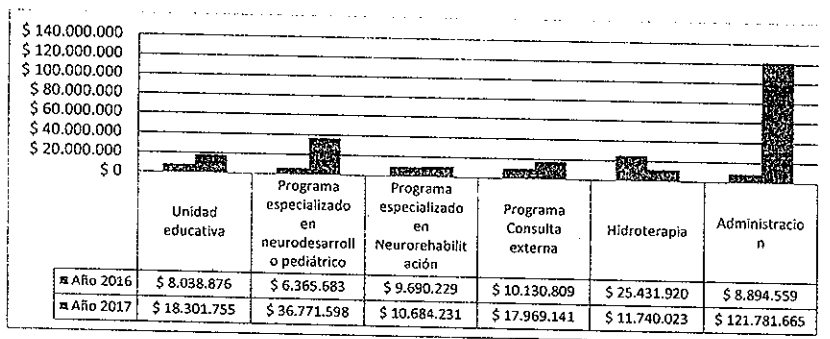 $ 140.000.000
$ 120.000.000
$ 100.000.000
$ 80.000.000
$ 60.000.000
$ 40.000.000
$ 20.000.000
$ 0
Unidad
educativa
Programa
especializado
en
neurodesarroll
o pediátrico
Programa
especializado
en
Neurorehabilit
ación
Programa
Consulta
externa
Hidroterapia
Administracio
n
Año 2016 $ 8.038.876 $ 6.365.683 $ 9.690.229 $ 10.130.809 $ 25.431.920 $ 8.894.559
Año 2017 $ 18.301.755 $ 36.771.598 $ 10.684.231 $ 17.969.141 $ 11.740.023 $ 121.781.665